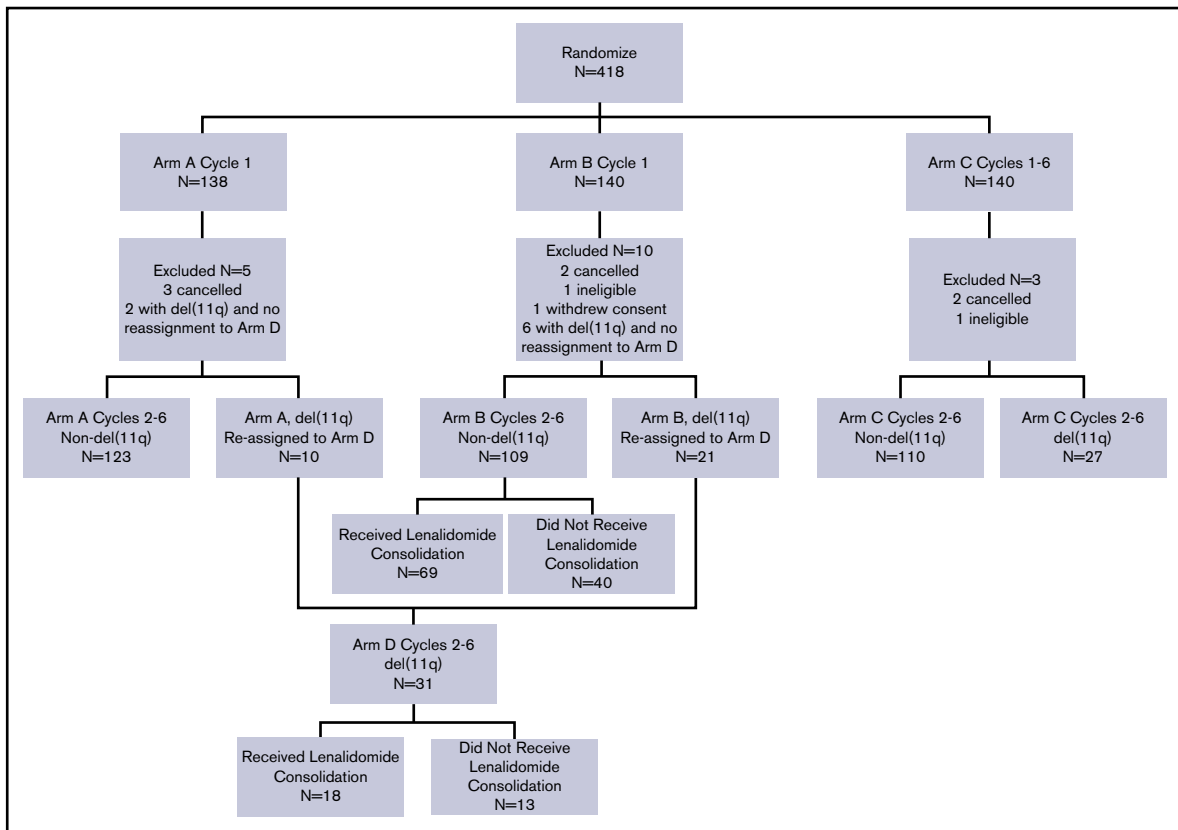 Randomize
N=418
Arm A Cycle 1
N=138
Arm B Cycle 1
N=140
Arm C Cycles 1-6
N=140
Excluded N=5
3 cancelled
2 with del(11q) and no
reassignment to Arm D
Excluded N=10
2 cancelled
1 ineligible
1 withdrew consent
6 with del(11q) and no
reassignment to Arm D
Excluded N=3
2 cancelled
1 ineligible
Arm A Cycles 2-6
Non-del(11q)
N=123
Arm A, del(11q)
Re-assigned to Arm D
N=10
Arm B Cycles 2-6
Non-del(11q)
N=109
Arm B, del(11q)
Re-assigned to Arm D
N=21
Arm C Cycles 2-6
Non-del(11q)
N=110
Arm C Cycles 2-6
del(11q)
N=27
Received Lenalidomide
Consolidation
N=69
Did Not Receive
Lenalidomide
Consolidation
N=40
Arm D Cycles 2-6
del(11q)
N=31
Received Lenalidomide
Consolidation
N=18
Did Not Receive
Lenalidomide
Consolidation
N=13